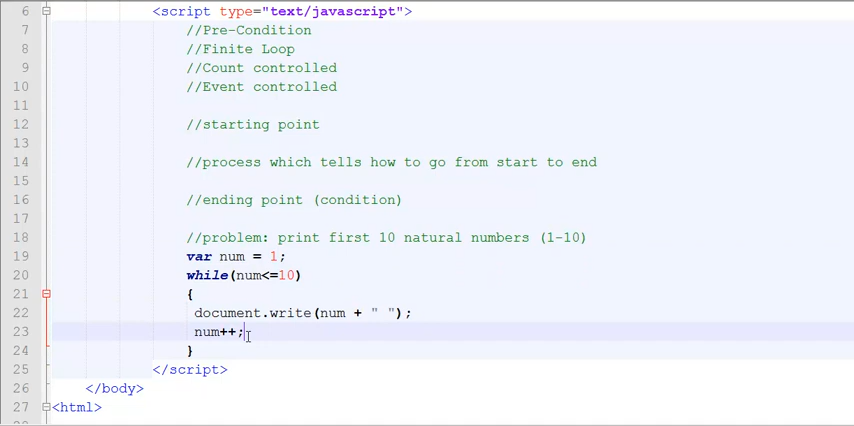 6 <script type="text/javascript">
7 //Pre-Condition
8 //Finite Loop
9 //Count controlled
10 //Event controlled
11
12 //starting point
13
14 //process which tells how to go from start to end
15
16 //ending point (condition)
17
18 //problem: print first 10 natural numbers (1-10)
19 var num = 1;
20 while(num<=10)
21 {
22 document.write(num + " ");
23 num++;
24 }
25 </script>
26 </body>
27 <html>